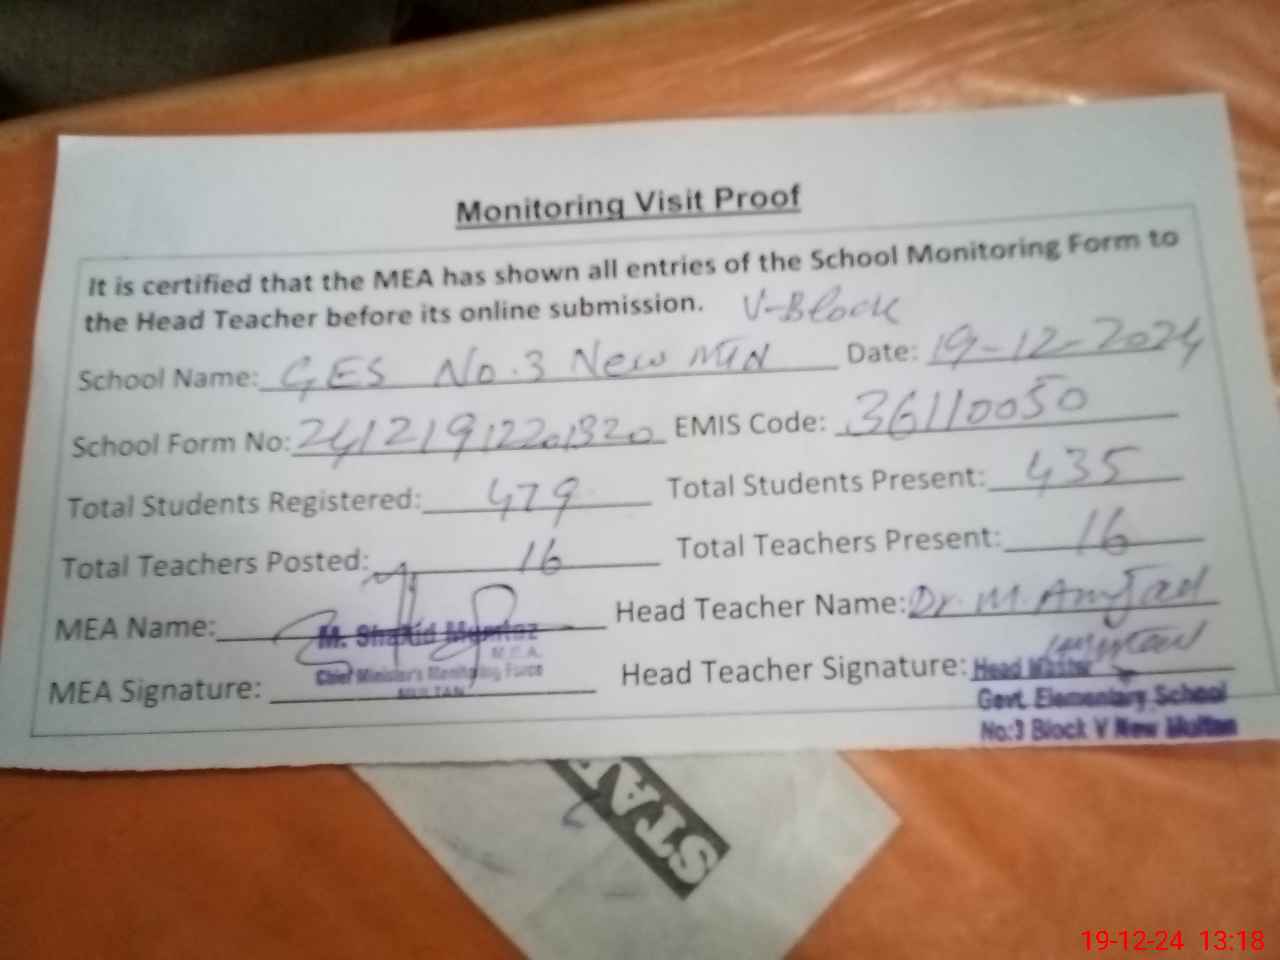 Monitoring Visit Proof
It is certified that the MEA has shown all entries of the School Monitoring Form to
the Head Teacher before its online submission. V-Block
School Name: GES No.3 New MTN Date: 19-12-2024
School Form No: EMIS Code: 36110050
Total Students Registered: 479 Total Students Present: 435
Total Teachers Posted: 16 Total Teachers Present: 16
MEA Name: Head Teacher Name: Dr. M. Amjad
M. Shahid Mumtaz
M.E.A.
Chief Minister's Monitoring Force
MULTAN
MEA Signature: Head Teacher Signature:
Head Master
Govt. Elementary School
No:3 Block V New Multan
STA
19-12-24 13:18